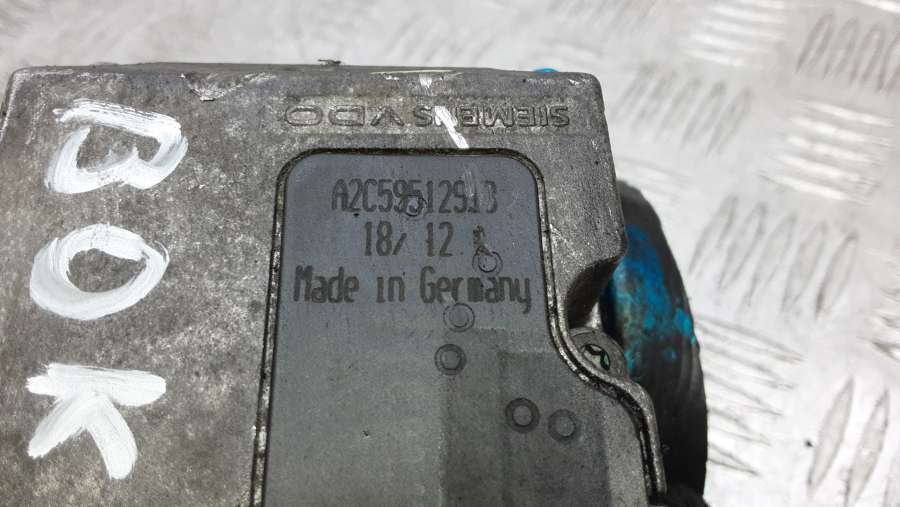 SIEMENS VDO
A2C59512913
18/ 12
Made in Germany
BOK